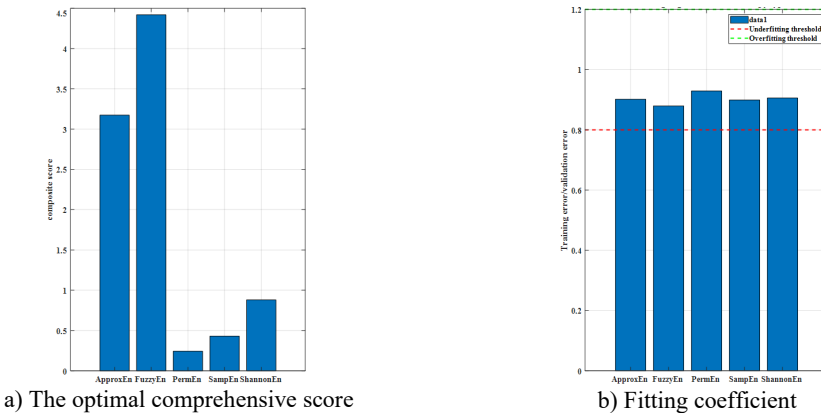 4.5
4
3.5
3
2.5
2
1.5
1
0.5
0
composite score
ApproxEn FuzzyEn PermEn SampEn ShannonEn
a) The optimal comprehensive score
1.2
1
0.8
0.6
0.4
0.2
0
Training error/validation error
data1
Underfitting threshold
Overfitting threshold
ApproxEn FuzzyEn PermEn SampEn ShannonEn
b) Fitting coefficient